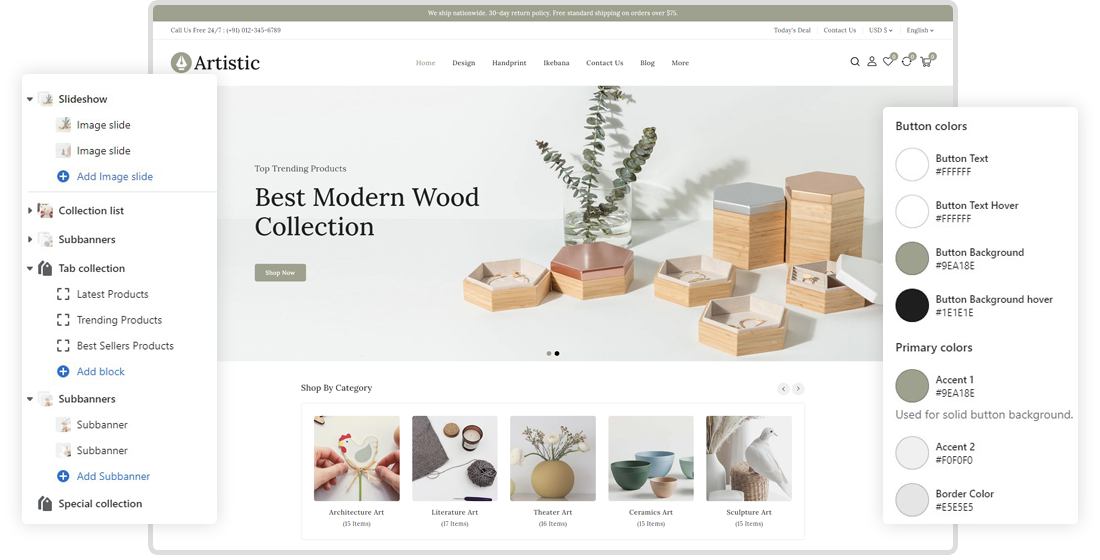 We ship nationwide. 30-day return policy. Free standard shipping on orders over $75.
Call Us Free 24/7 : (+91) 012-345-6789
Today's Deal
Contact Us
USD $
English
Artistic
Home
Design
Handprint
Ikebana
Contact Us
Blog
More
0
0
0
Slideshow
Image slide
Image slide
Add Image slide
Collection list
Subbanners
Tab collection
Latest Products
Trending Products
Best Sellers Products
Add block
Subbanners
Subbanner
Subbanner
Add Subbanner
Special collection
Top Trending Products
Best Modern Wood
Collection
Shop Now
Shop By Category
Architecture Art
(15 Items)
Literature Art
(17 Items)
Theater Art
(16 Items)
Ceramics Art
(15 Items)
Sculpture Art
(15 Items)
Button colors
Button Text
#FFFFFF
Button Text Hover
#FFFFFF
Button Background
#9EA18E
Button Background hover
#1E1E1E
Primary colors
Accent 1
#9EA18E
Used for solid button background.
Accent 2
#F0F0F0
Border Color
#E5E5E5